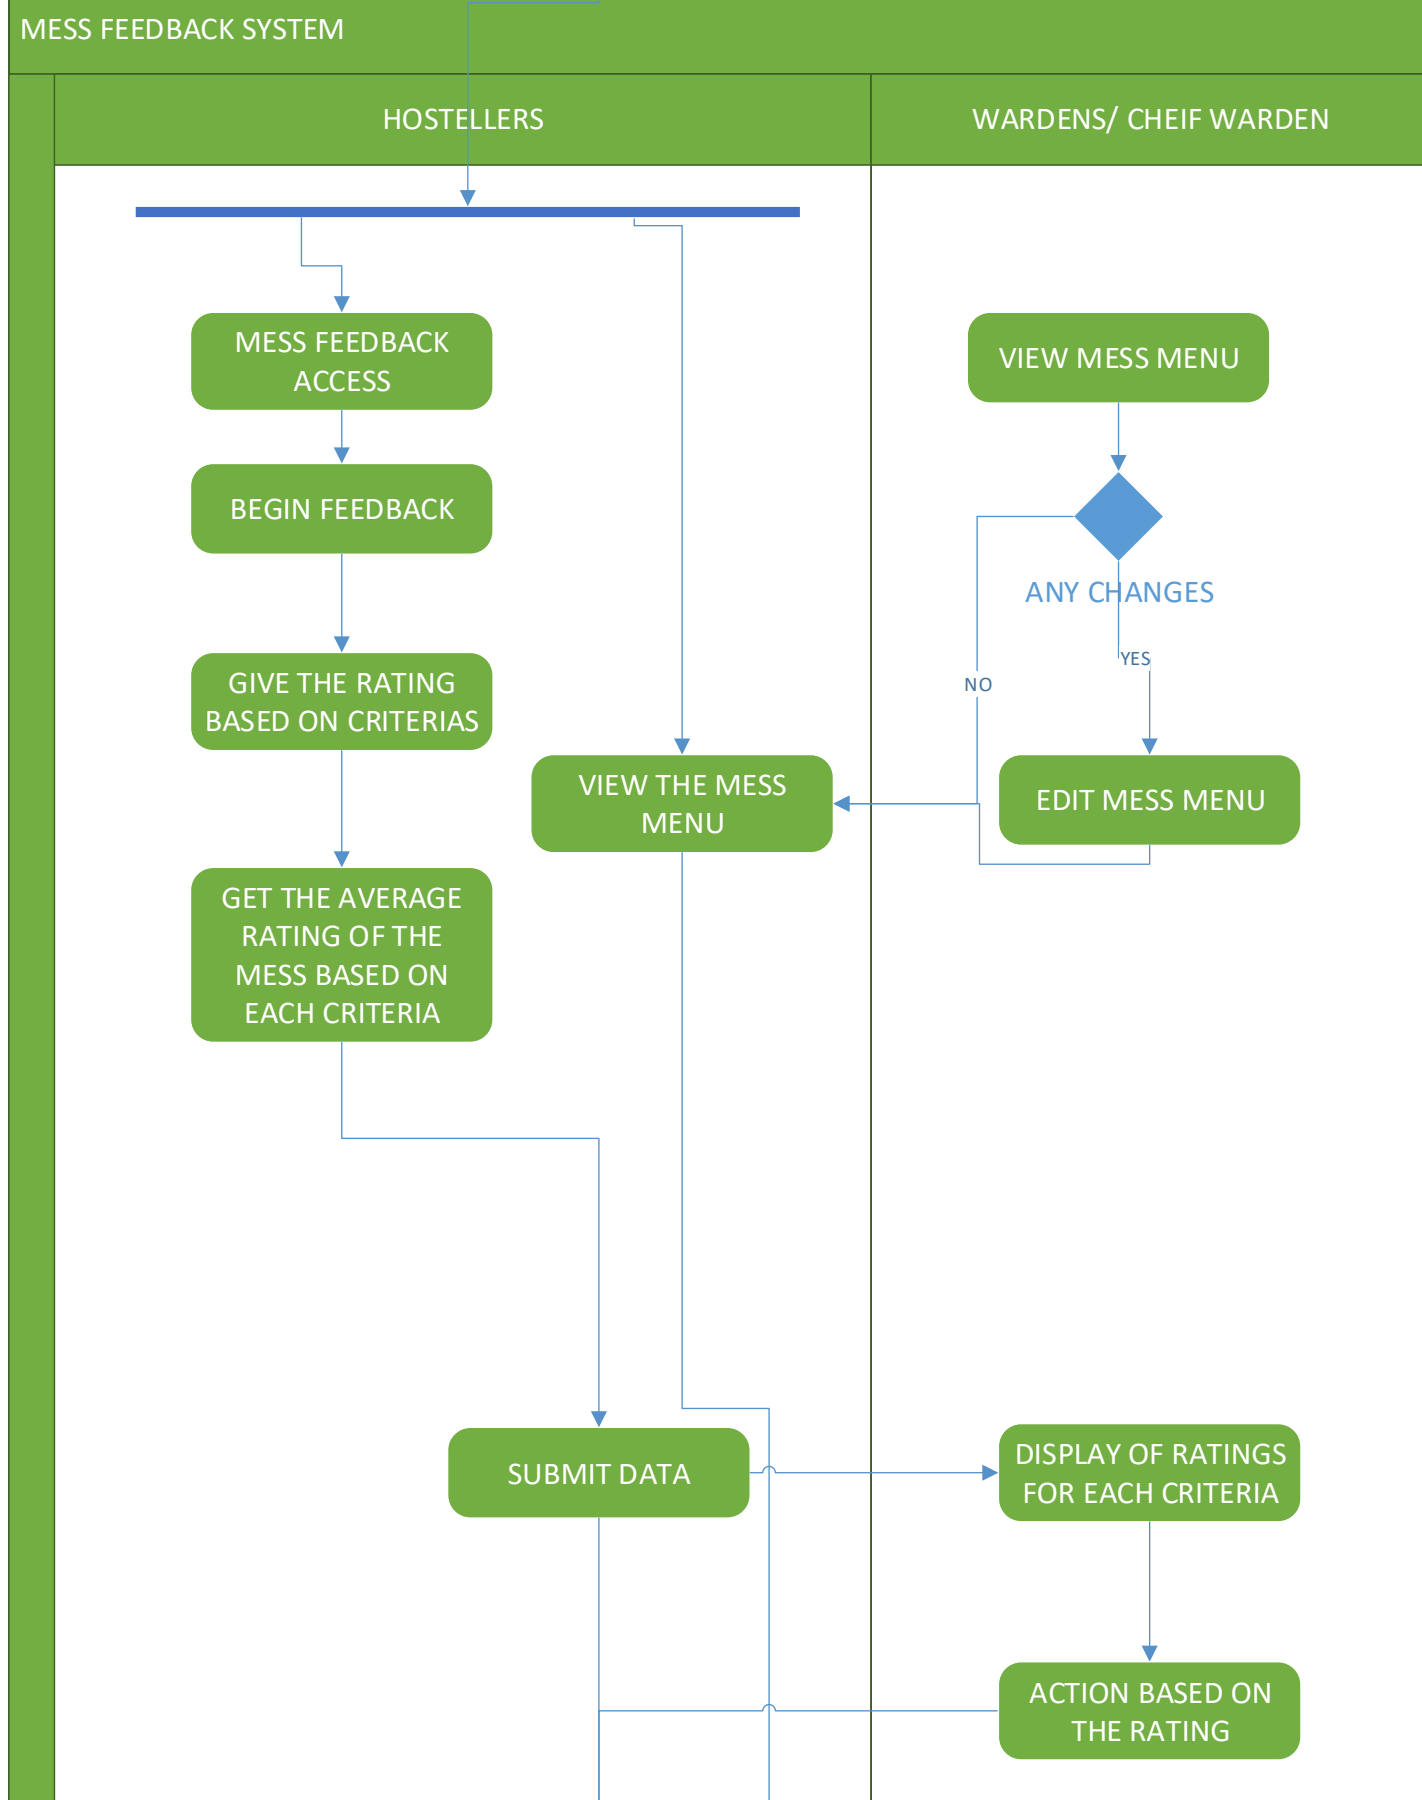 MESS FEEDBACK SYSTEM
HOSTELLERS
WARDENS/ CHEIF WARDEN
MESS FEEDBACK
ACCESS
VIEW MESS MENU
BEGIN FEEDBACK
ANY CHANGES
YES
NO
GIVE THE RATING
BASED ON CRITERIAS
VIEW THE MESS
MENU
EDIT MESS MENU
GET THE AVERAGE
RATING OF THE
MESS BASED ON
EACH CRITERIA
SUBMIT DATA
DISPLAY OF RATINGS
FOR EACH CRITERIA
ACTION BASED ON
THE RATING